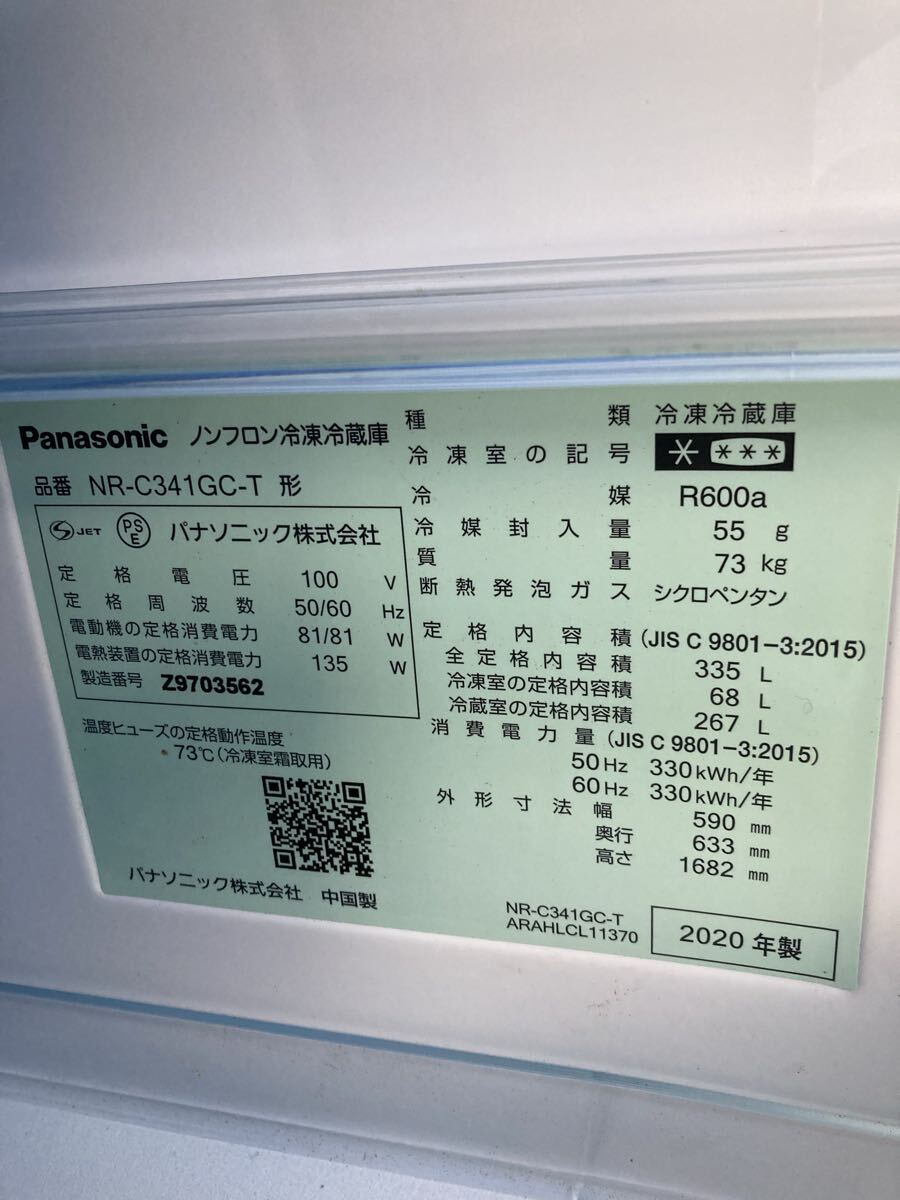 Panasonic ノンフロン冷凍冷蔵庫
品番 NR-C341GC-T 形
JET PSE パナソニック株式会社
定格電圧 100 V
定格周波数 50/60 Hz
電動機の定格消費電力 81/81 W
電熱装置の定格消費電力 135 W
製造番号 Z9703562
温度ヒューズの定格動作温度
・73℃(冷凍室霜取用)
パナソニック株式会社 中国製
種類 冷凍冷蔵庫
冷凍室の記号 * ***
冷媒 R600a
冷媒封入量 55 g
質量 73 kg
断熱発泡ガス シクロペンタン
定格内容積 (JIS C 9801-3:2015)
全定格内容積 335 L
冷凍室の定格内容積 68 L
冷蔵室の定格内容積 267 L
消費電力量 (JIS C 9801-3:2015)
50Hz 330kWh/年
60Hz 330kWh/年
外形寸法 幅 590 mm
奥行 633 mm
高さ 1682 mm
NR-C341GC-T
ARAHLCL11370
2020 年製